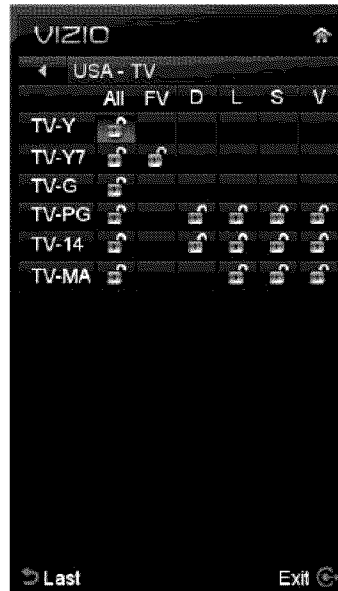 VIZIO
USA - TV
All FV D L S V
TV-Y
TV-Y7
TV-G
TV-PG
TV-14
TV-MA
Last Exit